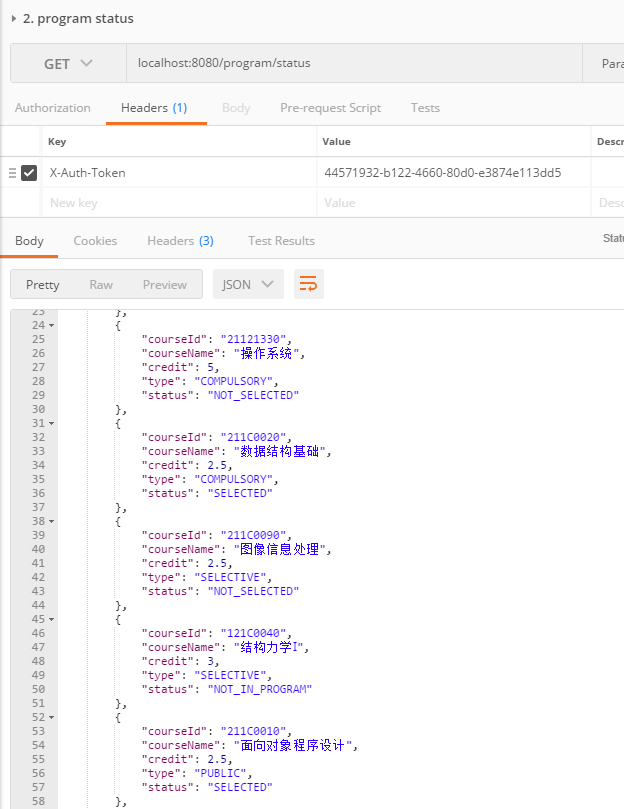 2. program status
GET localhost:8080/program/status Para
Authorization Headers (1) Body Pre-request Script Tests
Key Value Descr
X-Auth-Token 44571932-b122-4660-80d0-e3874e113dd5
New key Value Desc
Body Cookies Headers (3) Test Results Statu
Pretty Raw Preview JSON
23 },
24 {
25 "courseId": "21121330",
26 "courseName": "操作系统",
27 "credit": 5,
28 "type": "COMPULSORY",
29 "status": "NOT_SELECTED"
30 },
31 {
32 "courseId": "211C0020",
33 "courseName": "数据结构基础",
34 "credit": 2.5,
35 "type": "COMPULSORY",
36 "status": "SELECTED"
37 },
38 {
39 "courseId": "211C0090",
40 "courseName": "图像信息处理",
41 "credit": 2.5,
42 "type": "SELECTIVE",
43 "status": "NOT_SELECTED"
44 },
45 {
46 "courseId": "121C0040",
47 "courseName": "结构力学I",
48 "credit": 3,
49 "type": "SELECTIVE",
50 "status": "NOT_IN_PROGRAM"
51 },
52 {
53 "courseId": "211C0010",
54 "courseName": "面向对象程序设计",
55 "credit": 2.5,
56 "type": "PUBLIC",
57 "status": "SELECTED"
58 },